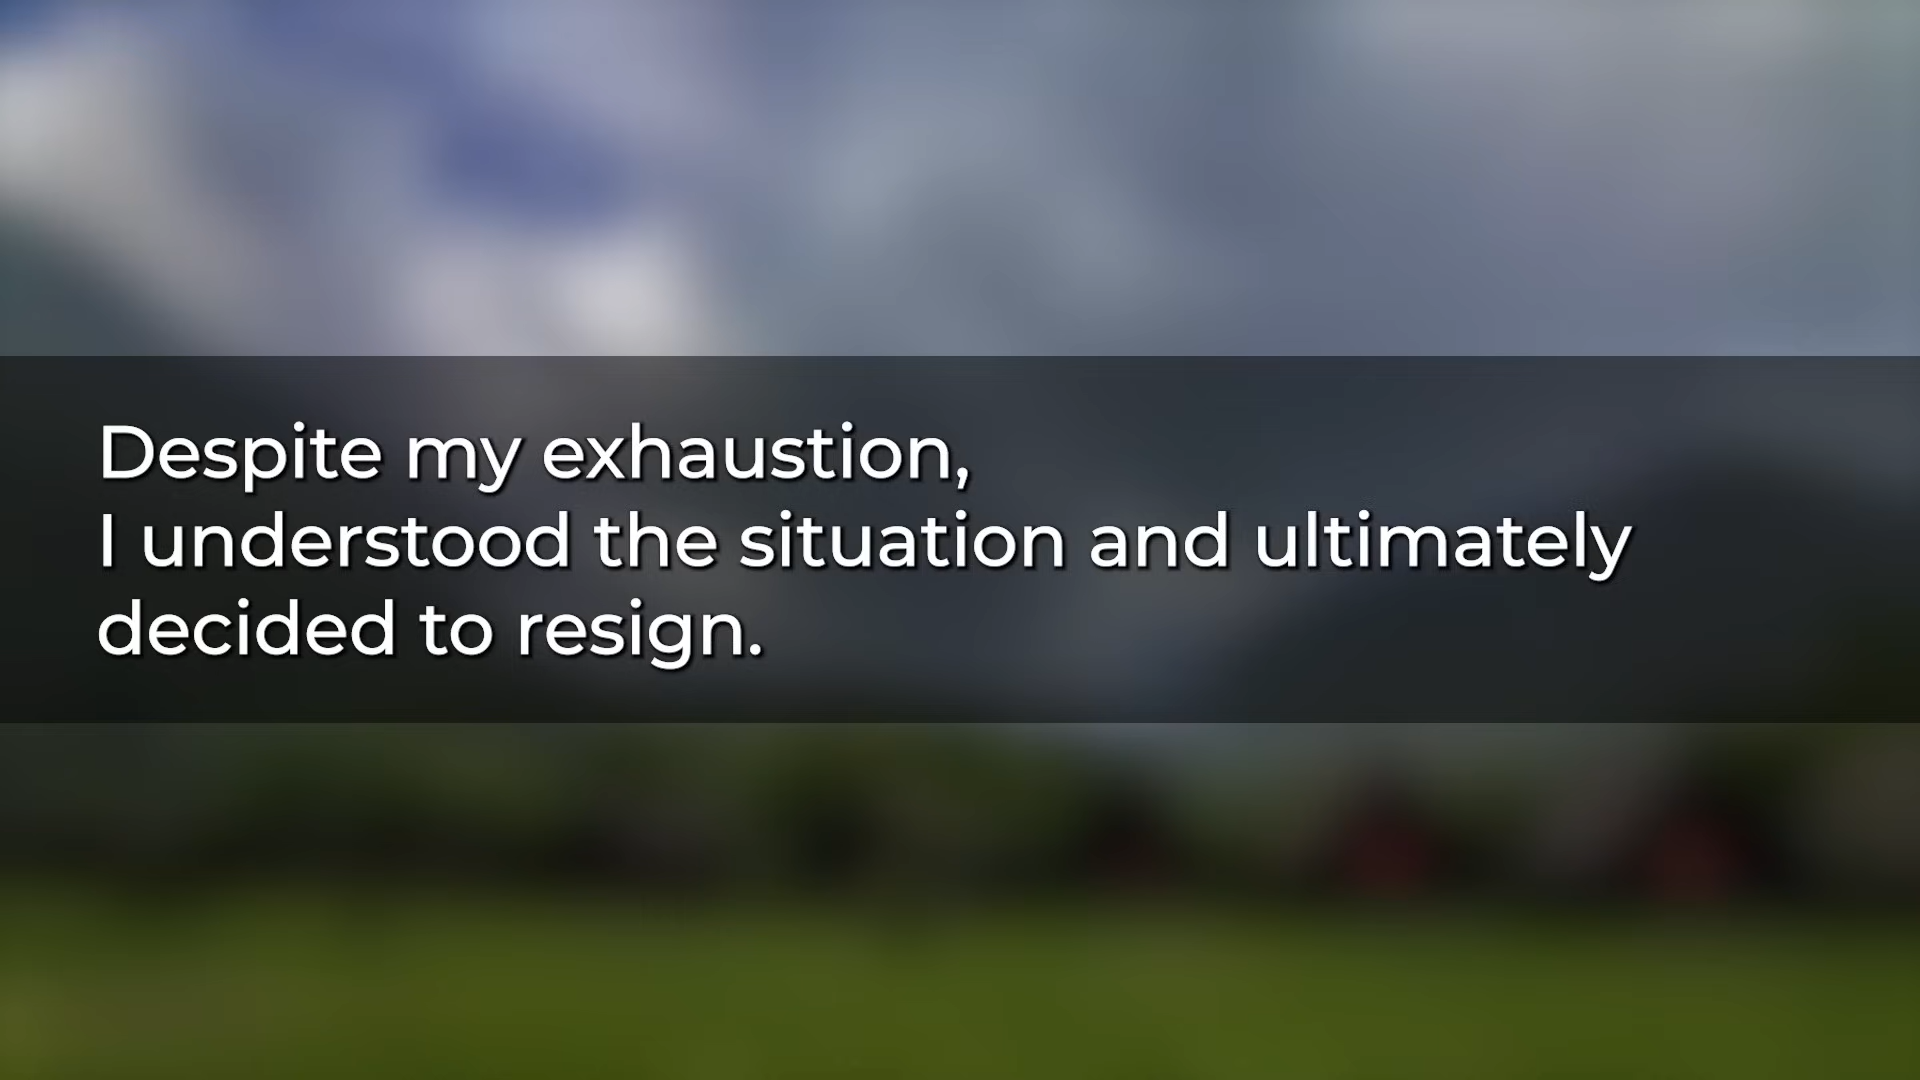 Despite my exhaustion,
I understood the situation and ultimately
decided to resign.